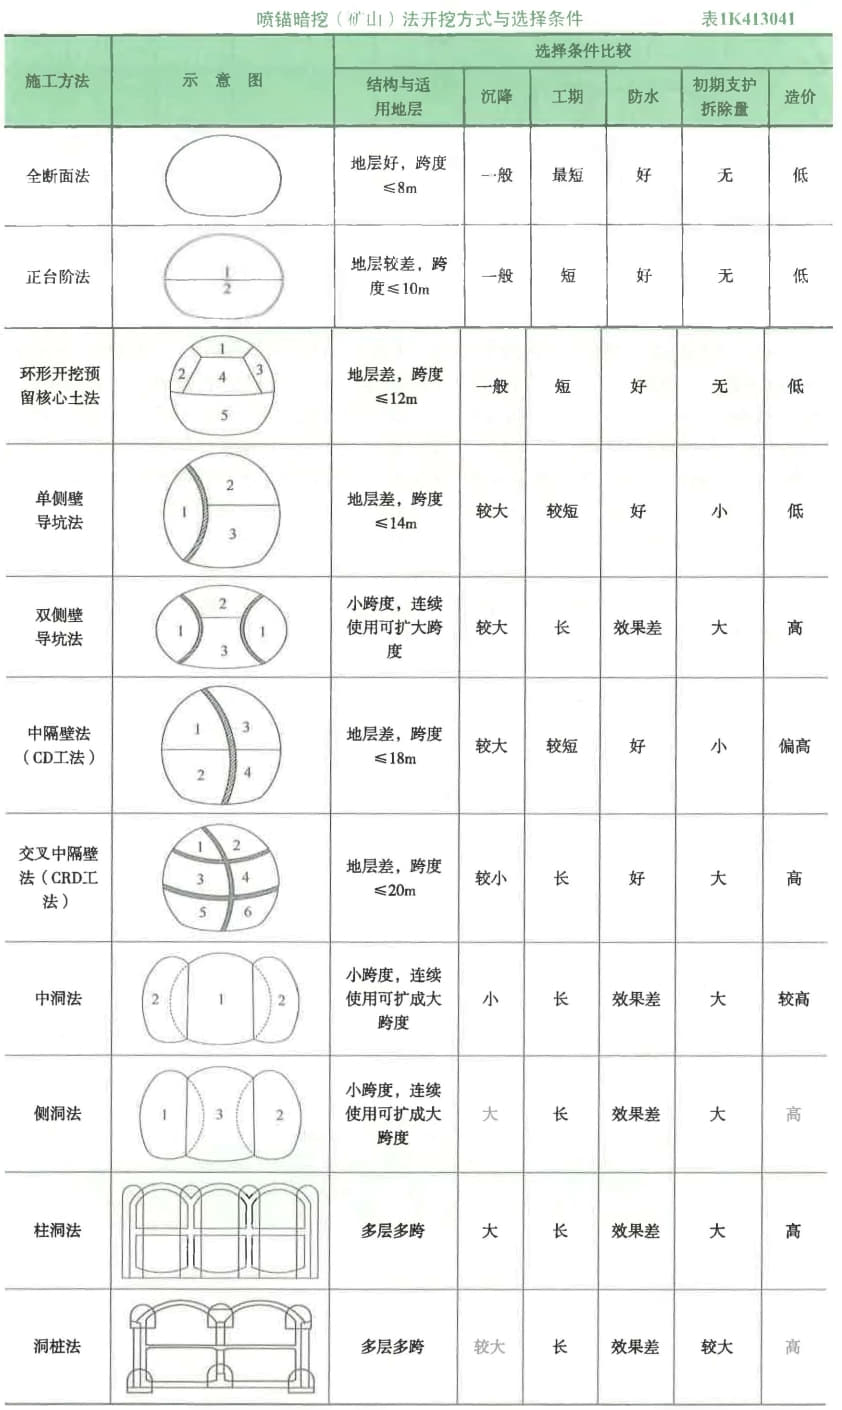 喷锚暗挖（矿山）法开挖方式与选择条件 表1K413041
施工方法 示意图 选择条件比较
结构与适用地层 沉降 工期 防水 初期支护拆除量 造价
全断面法 地层好，跨度≤8m 一般 最短 好 无 低
正台阶法 1 2 地层较差，跨度≤10m 一般 短 好 无 低
环形开挖预留核心土法 1 2 3 4 5 地层差，跨度≤12m 一般 短 好 无 低
单侧壁导坑法 1 2 3 地层差，跨度≤14m 较大 较短 好 小 低
双侧壁导坑法 1 2 1 3 小跨度，连续使用可扩大跨度 较大 长 效果差 大 高
中隔壁法（CD工法） 1 3 2 4 地层差，跨度≤18m 较大 较短 好 小 偏高
交叉中隔壁法（CRD工法） 1 2 3 4 5 6 地层差，跨度≤20m 较小 长 好 大 高
中洞法 2 1 2 小跨度，连续使用可扩成大跨度 小 长 效果差 大 较高
侧洞法 1 3 2 小跨度，连续使用可扩成大跨度 大 长 效果差 大 高
柱洞法 多层多跨 大 长 效果差 大 高
洞桩法 多层多跨 较大 长 效果差 较大 高